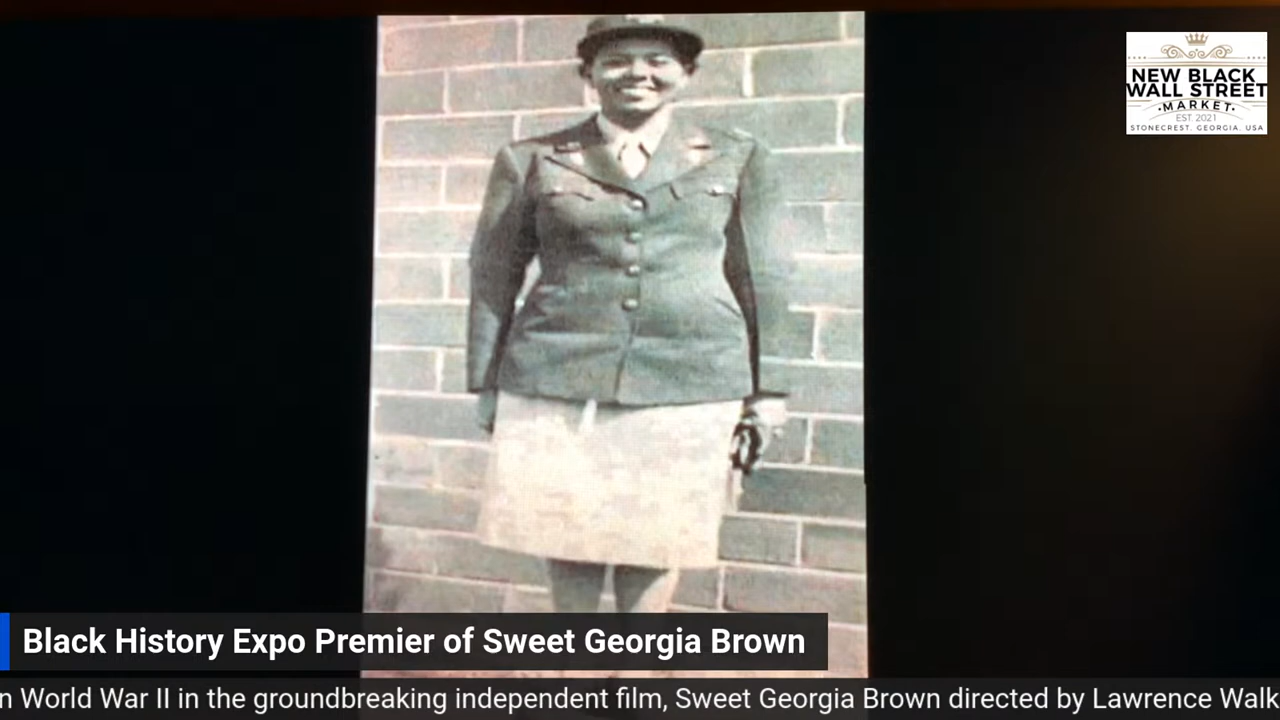 NEW BLACK
WALL STREET
·MARKET·
EST. 2021
STONECREST, GEORGIA, USA
Black History Expo Premier of Sweet Georgia Brown
n World War II in the groundbreaking independent film, Sweet Georgia Brown directed by Lawrence Walk